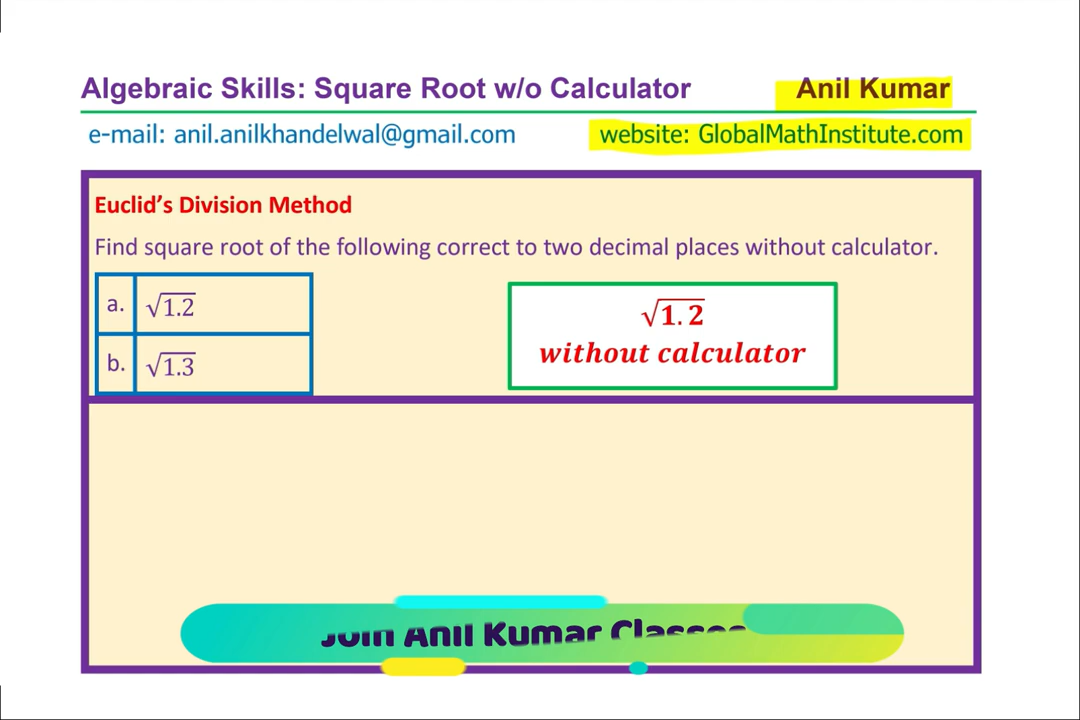 Algebraic Skills: Square Root w/o Calculator Anil Kumar
e-mail: anil.anilkhandelwal@gmail.com website: GlobalMathInstitute.com
Euclid’s Division Method
Find square root of the following correct to two decimal places without calculator.
a. √1.2
b. √1.3
√1.2
without calculator
Join Anil Kumar Classes